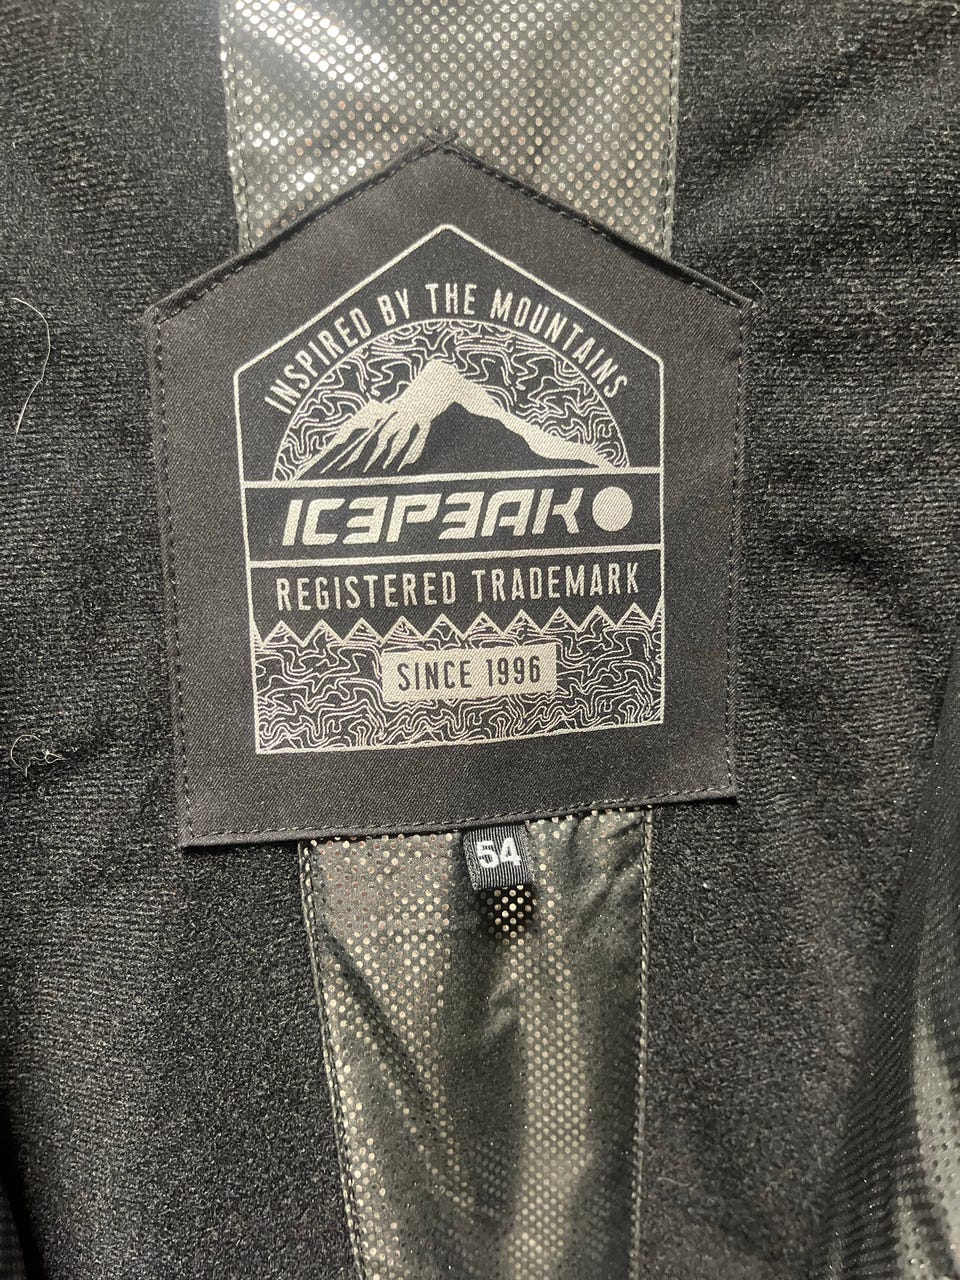 INSPIRED BY THE MOUNTAINS
ICEPEAK
REGISTERED TRADEMARK
SINCE 1996
54